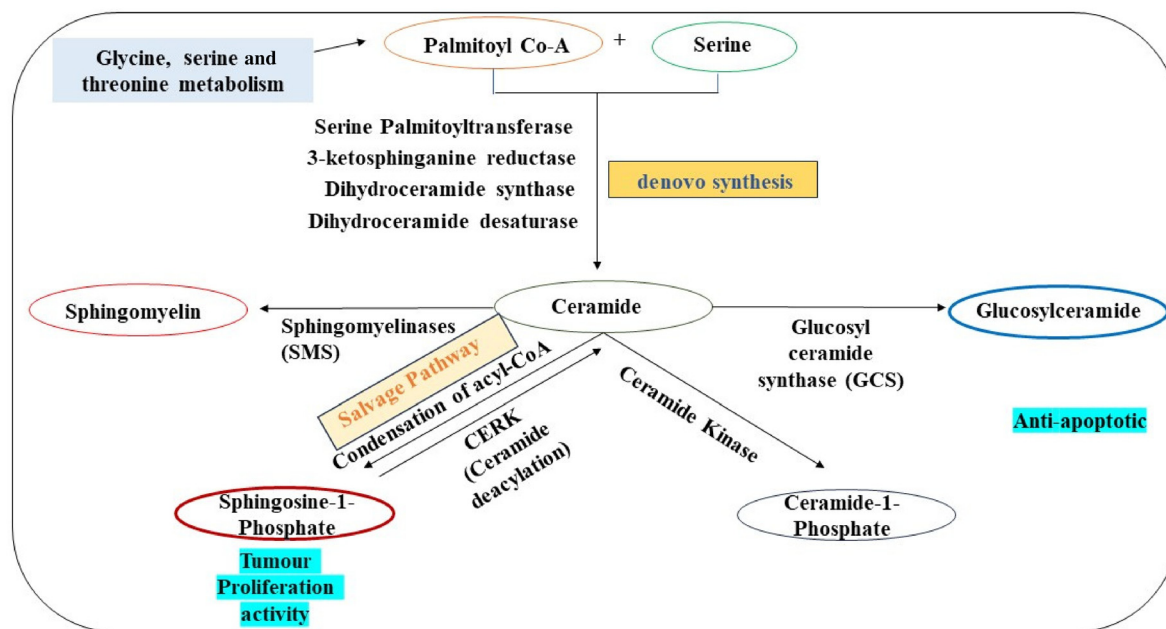 Palmitoyl Co-A
+
Serine
Glycine, serine and
threonine metabolism
Serine Palmitoyltransferase
3-ketosphinganine reductase
Dihydroceramide synthase
Dihydroceramide desaturase
denovo synthesis
Sphingomyelin
Ceramide
Glucosylceramide
Sphingomyelinases
(SMS)
Glucosyl
ceramide
synthase (GCS)
Salvage Pathway
Condensation of acyl-CoA
CERK
(Ceramide
deacylation)
Ceramide Kinase
Anti-apoptotic
Sphingosine-1-
Phosphate
Ceramide-1-
Phosphate
Tumour
Proliferation
activity